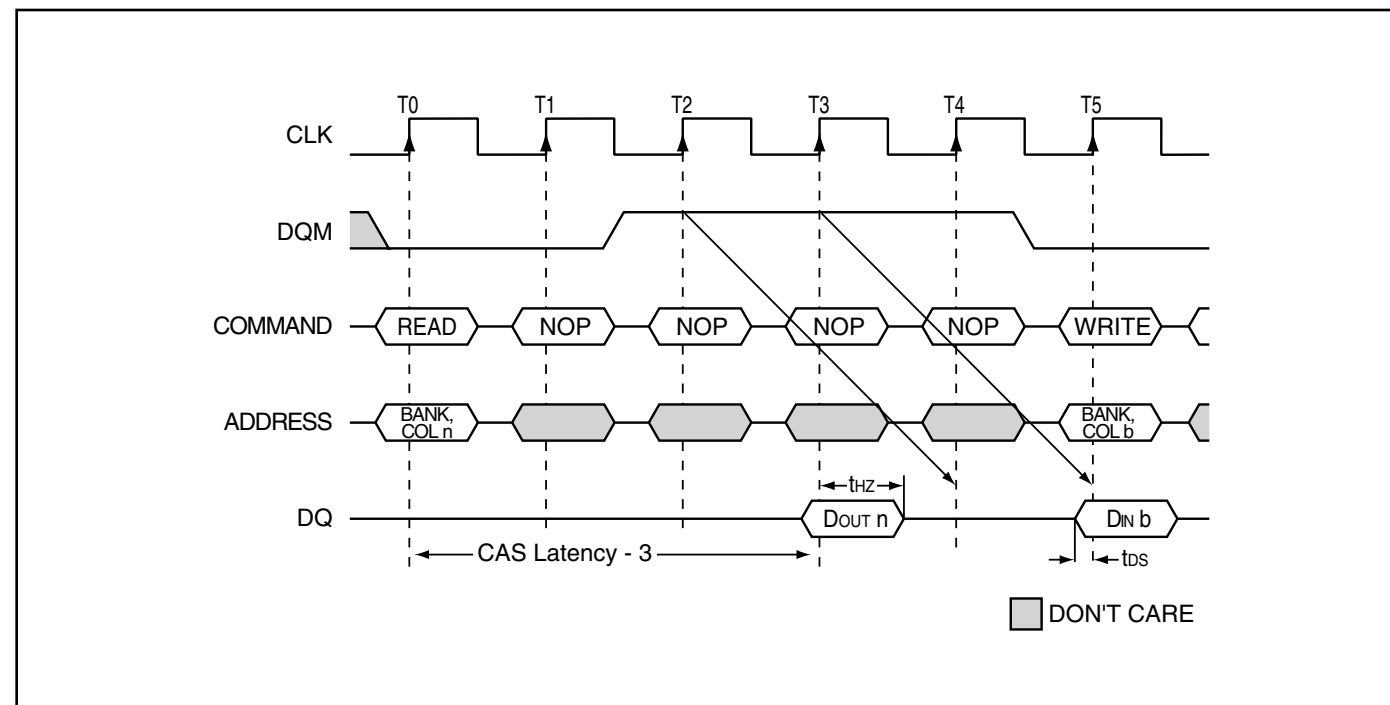 T0 T1 T2 T3 T4 T5
CLK
DQM
COMMAND READ NOP NOP NOP NOP WRITE
ADDRESS BANK, COL n BANK, COL b
tHZ
DQ DOUT n DIN b
CAS Latency - 3 tDS
DON'T CARE